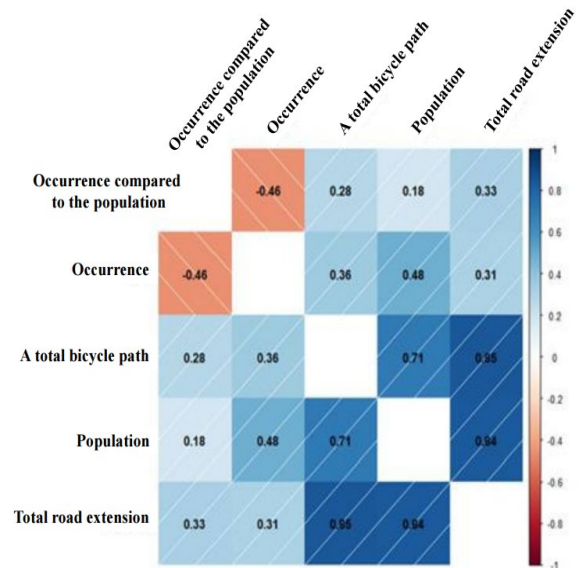 Occurrence compared
to the population
Occurrence
A total bicycle path
Population
Total road extension
Occurrence compared
to the population
-0.46
0.28
0.18
0.33
Occurrence
-0.46
0.36
0.48
0.31
A total bicycle path
0.28
0.36
0.71
Population
0.18
0.48
0.71
Total road extension
0.33
0.31
1
0.8
0.6
0.4
0.2
0
-0.2
-0.4
-0.6
-0.8
-1